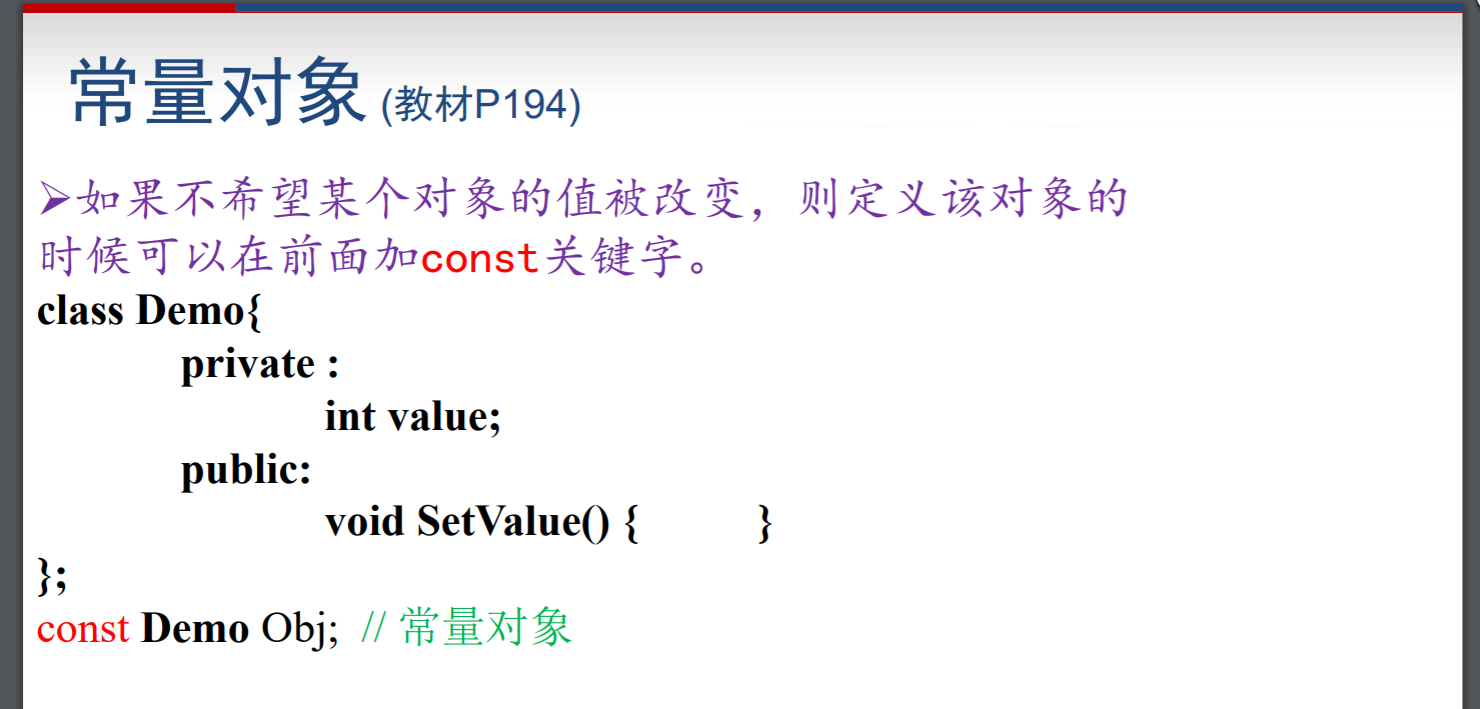 常量对象 (教材P194)
➢如果不希望某个对象的值被改变，则定义该对象的
时候可以在前面加const关键字。
class Demo{
private :
int value;
public:
void SetValue() { }
};
const Demo Obj; // 常量对象